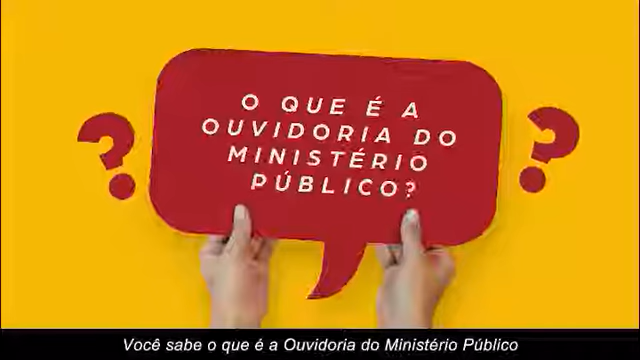 O QUE É A
OUVIDORIA DO
MINISTÉRIO
PÚBLICO?
?
?
Você sabe o que é a Ouvidoria do Ministério Público